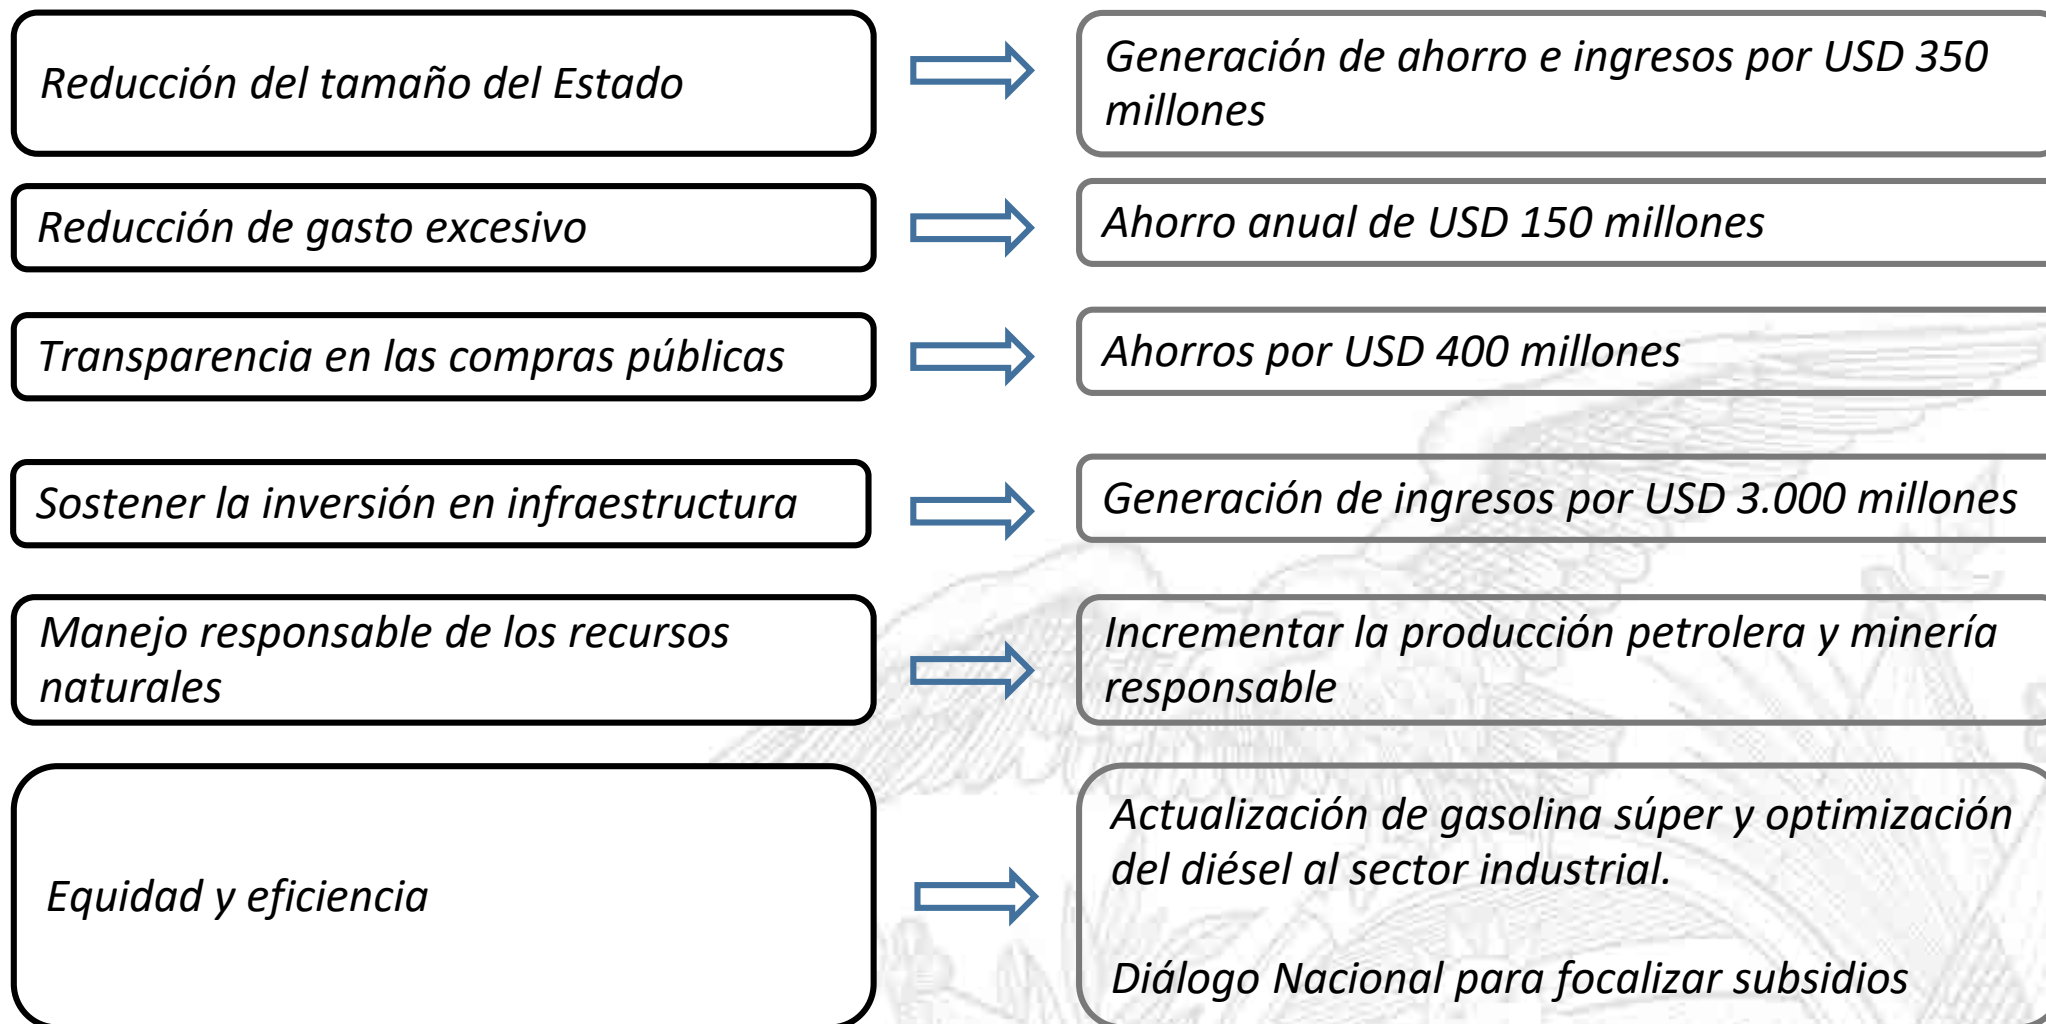 Reducción del tamaño del Estado
Generación de ahorro e ingresos por USD 350
millones
Reducción de gasto excesivo
Ahorro anual de USD 150 millones
Transparencia en las compras públicas
Ahorros por USD 400 millones
Sostener la inversión en infraestructura
Generación de ingresos por USD 3.000 millones
Manejo responsable de los recursos
naturales
Incrementar la producción petrolera y minería
responsable
Equidad y eficiencia
Actualización de gasolina súper y optimización
del diésel al sector industrial.
Diálogo Nacional para focalizar subsidios